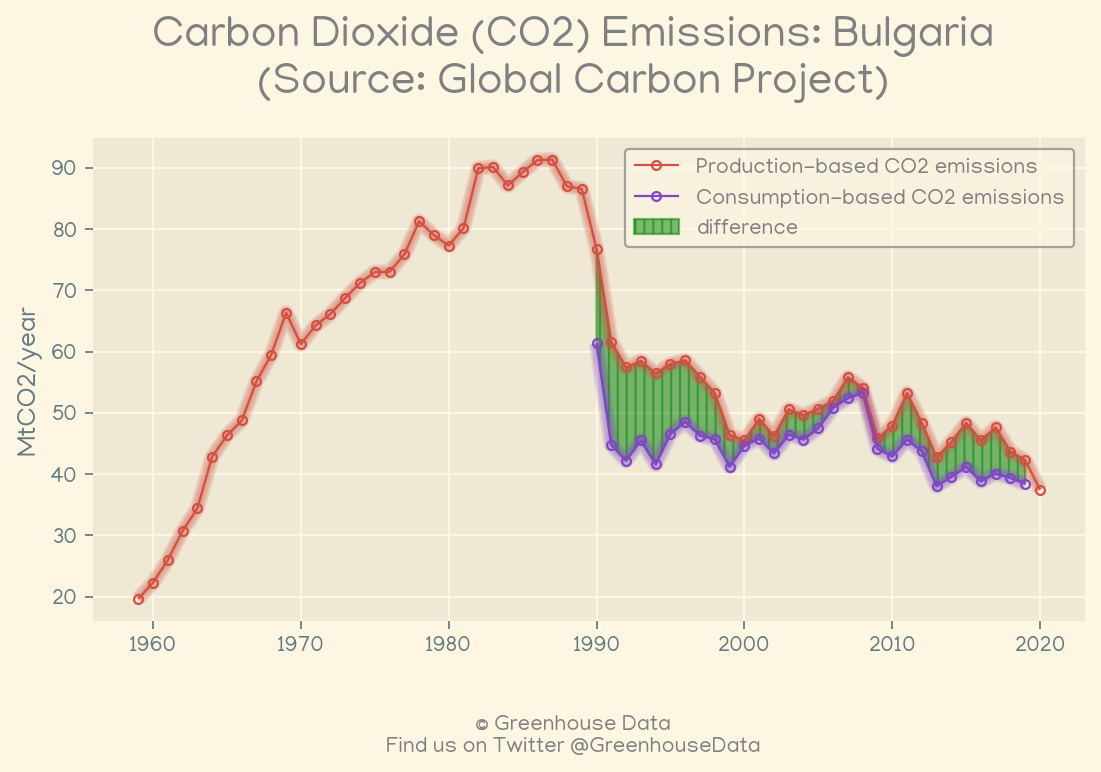 Carbon Dioxide (CO2) Emissions: Bulgaria
(Source: Global Carbon Project)
Production-based CO2 emissions
Consumption-based CO2 emissions
difference
MtCO2/year
90
80
70
60
50
40
30
20
1960 1970 1980 1990 2000 2010 2020
© Greenhouse Data
Find us on Twitter @GreenhouseData